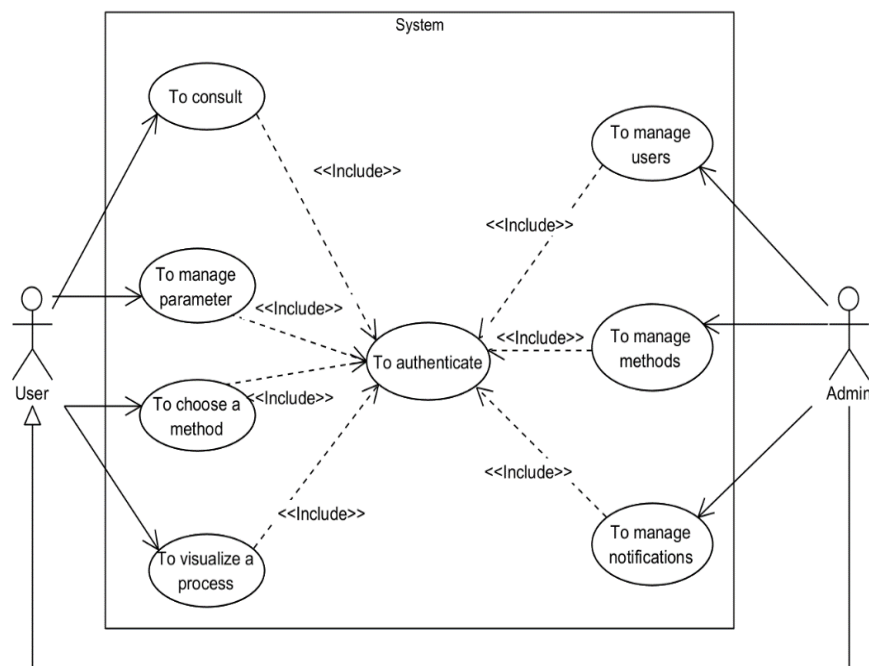 System
To consult
<<Include>>
To manage
users
<<Include>>
To manage
parameter
<<Include>>
<<Include>>
To manage
methods
To authenticate
User
Admin
To choose a
method
<<Include>>
<<Include>>
<<Include>>
To visualize a
process
To manage
notifications